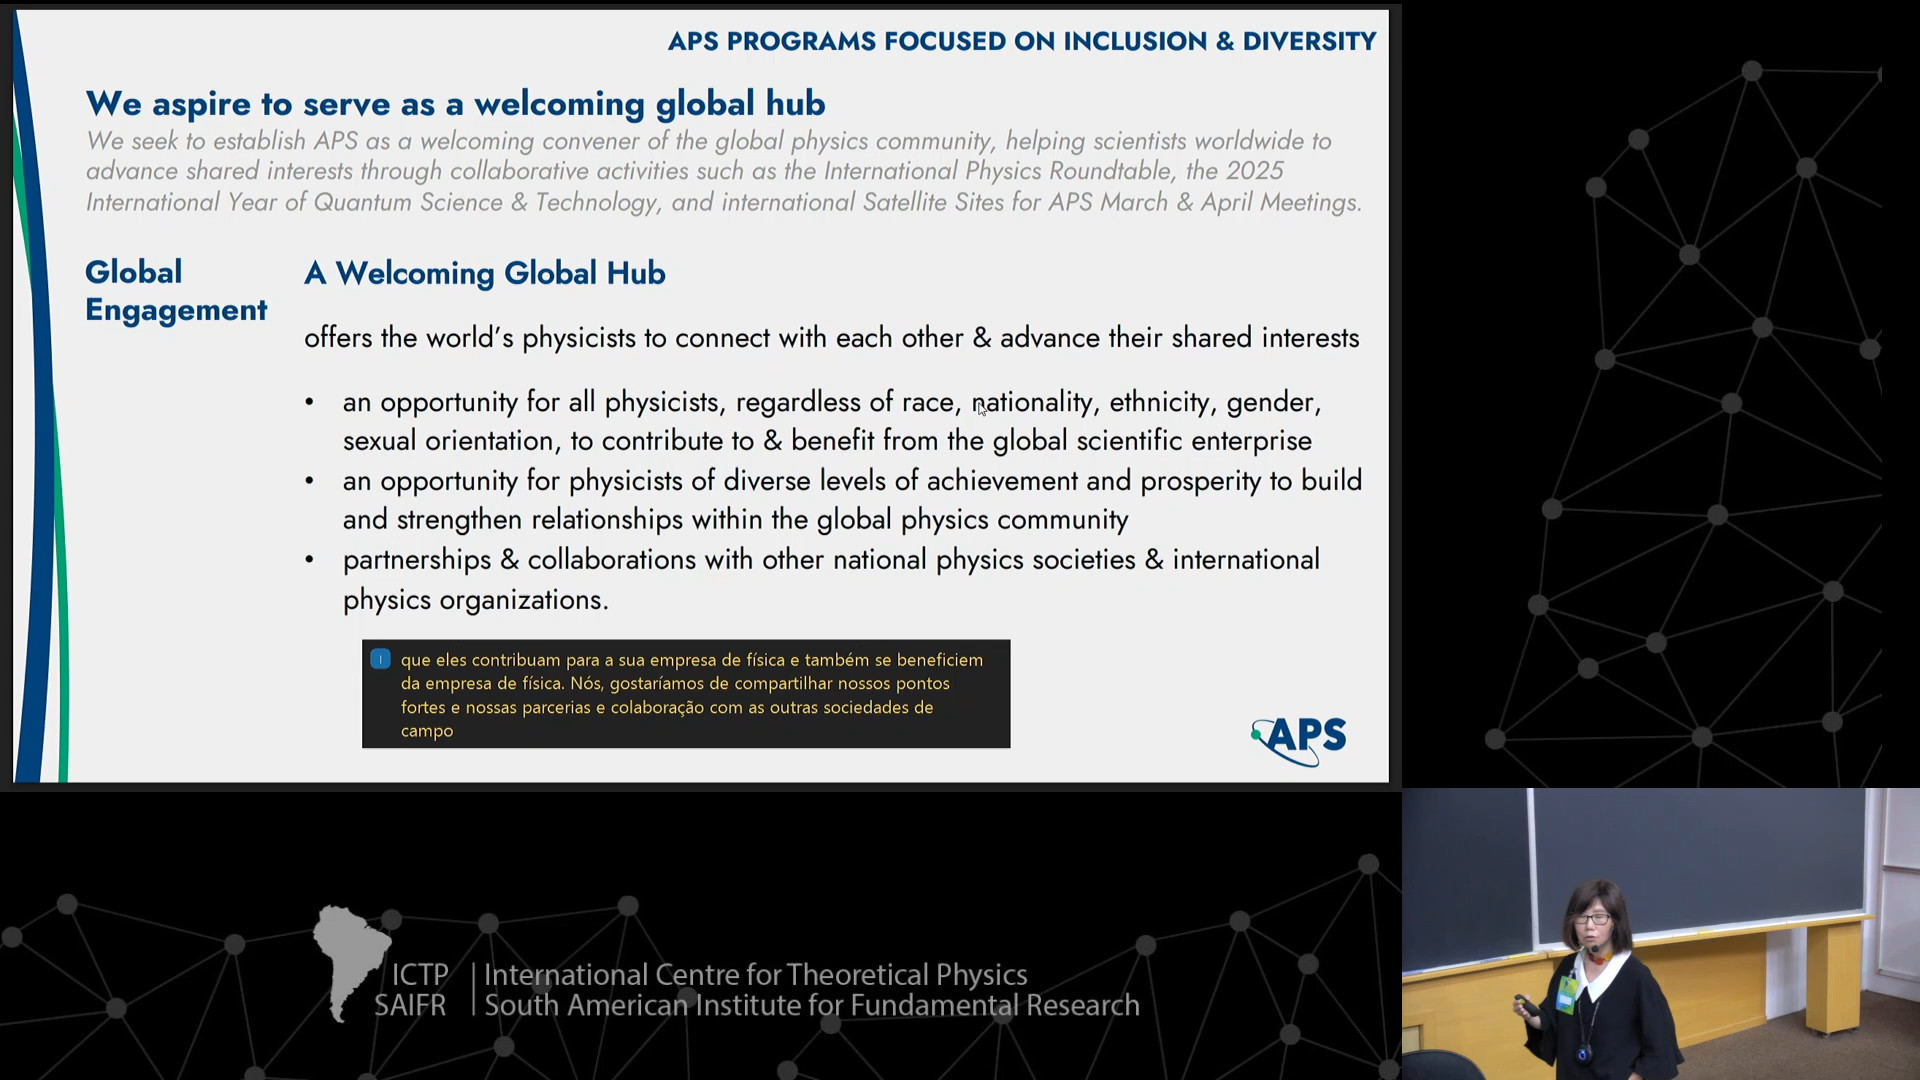 APS PROGRAMS FOCUSED ON INCLUSION & DIVERSITY
We aspire to serve as a welcoming global hub
We seek to establish APS as a welcoming convener of the global physics community, helping scientists worldwide to
advance shared interests through collaborative activities such as the International Physics Roundtable, the 2025
International Year of Quantum Science & Technology, and international Satellite Sites for APS March & April Meetings.
Global
Engagement
A Welcoming Global Hub
offers the world’s physicists to connect with each other & advance their shared interests
• an opportunity for all physicists, regardless of race, nationality, ethnicity, gender,
sexual orientation, to contribute to & benefit from the global scientific enterprise
• an opportunity for physicists of diverse levels of achievement and prosperity to build
and strengthen relationships within the global physics community
• partnerships & collaborations with other national physics societies & international
physics organizations.
que eles contribuam para a sua empresa de física e também se beneficiem
da empresa de física. Nós, gostaríamos de compartilhar nossos pontos
fortes e nossas parcerias e colaboração com as outras sociedades de
campo
APS
ICTP | International Centre for Theoretical Physics
SAIFR | South American Institute for Fundamental Research